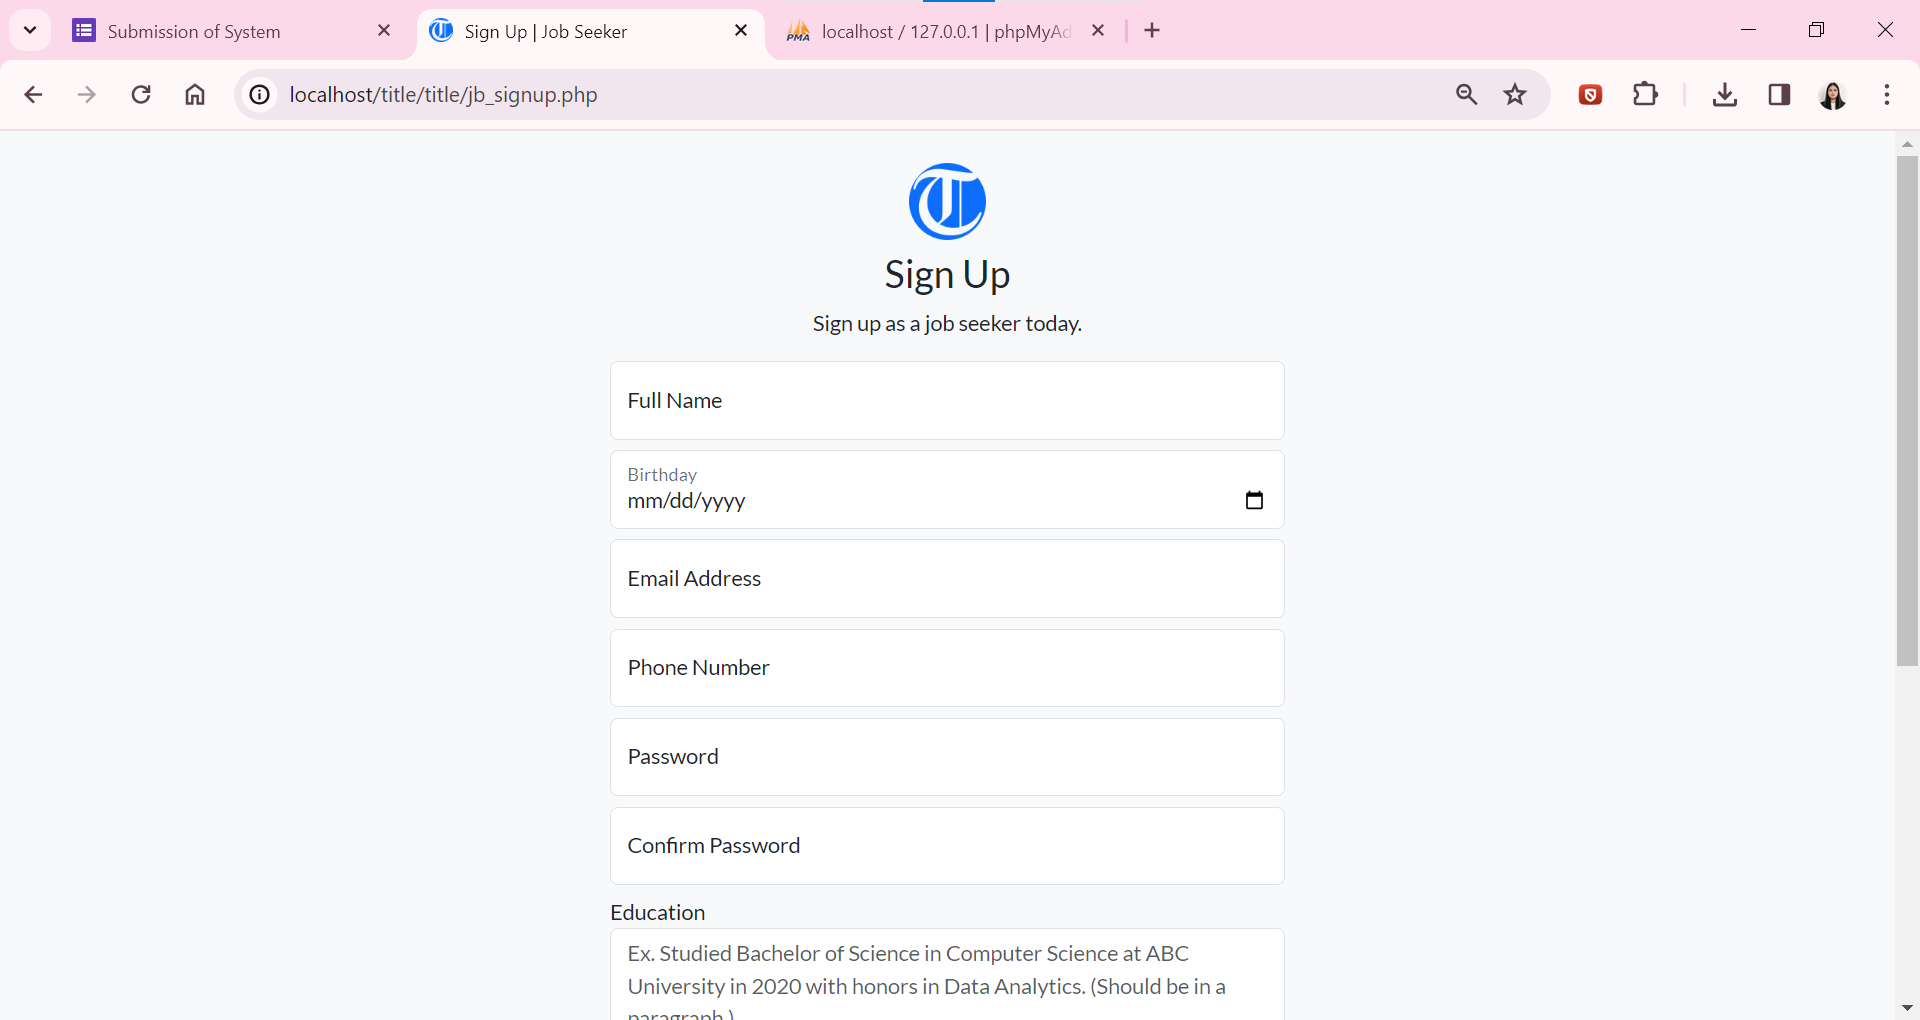 Submission of System
Sign Up | Job Seeker
PMA
localhost / 127.0.0.1 | phpMyAd
localhost/title/title/jb_signup.php
T
Sign Up
Sign up as a job seeker today.
Full Name
Birthday
mm/dd/yyyy
Email Address
Phone Number
Password
Confirm Password
Education
Ex. Studied Bachelor of Science in Computer Science at ABC
University in 2020 with honors in Data Analytics. (Should be in a
paragraph.)